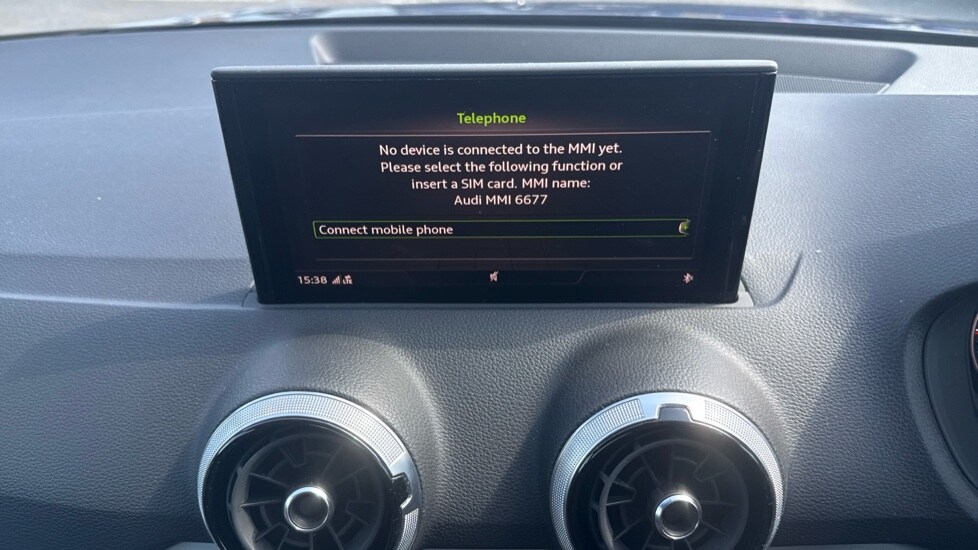 Telephone
No device is connected to the MMI yet.
Please select the following function or
insert a SIM card. MMI name:
Audi MMI 6677
Connect mobile phone
15:38 LTE